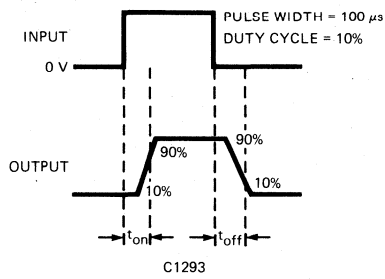 INPUT
PULSE WIDTH = 100 μs
DUTY CYCLE = 10%
0 V
OUTPUT
90%
90%
10%
10%
ton
toff
C1293